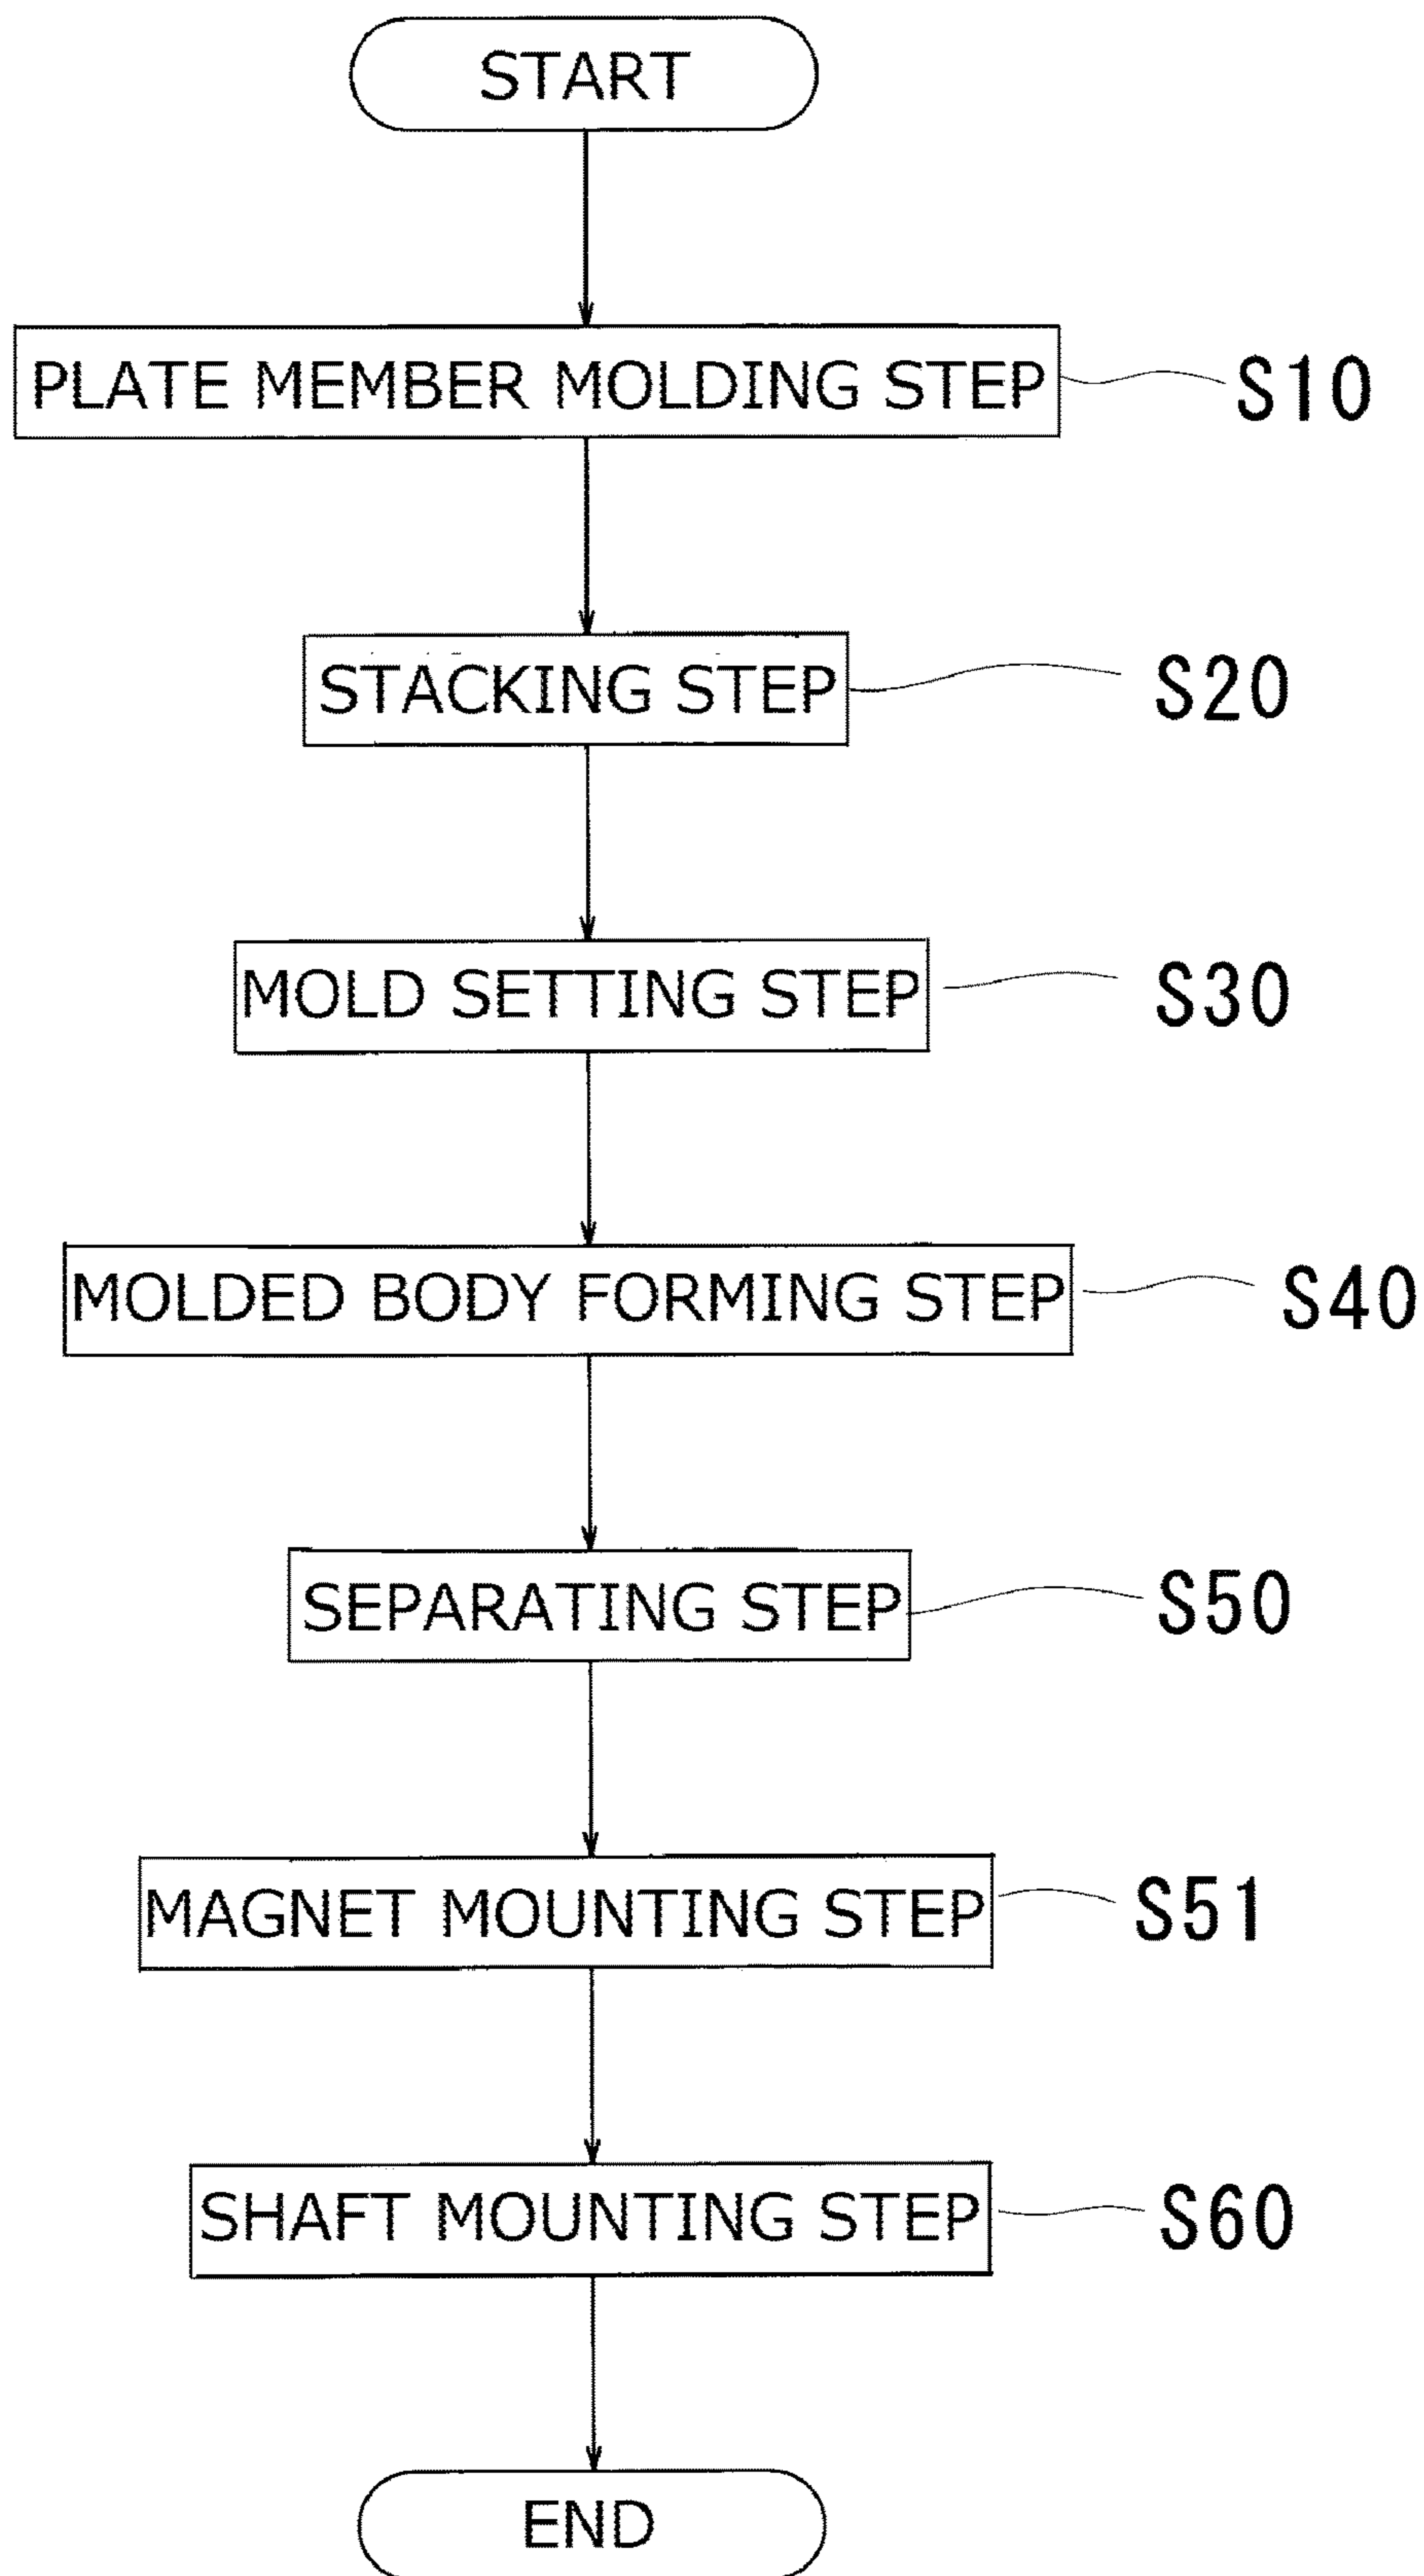 START
PLATE MEMBER MOLDING STEP S10
STACKING STEP S20
MOLD SETTING STEP S30
MOLDED BODY FORMING STEP S40
SEPARATING STEP S50
MAGNET MOUNTING STEP S51
SHAFT MOUNTING STEP S60
END